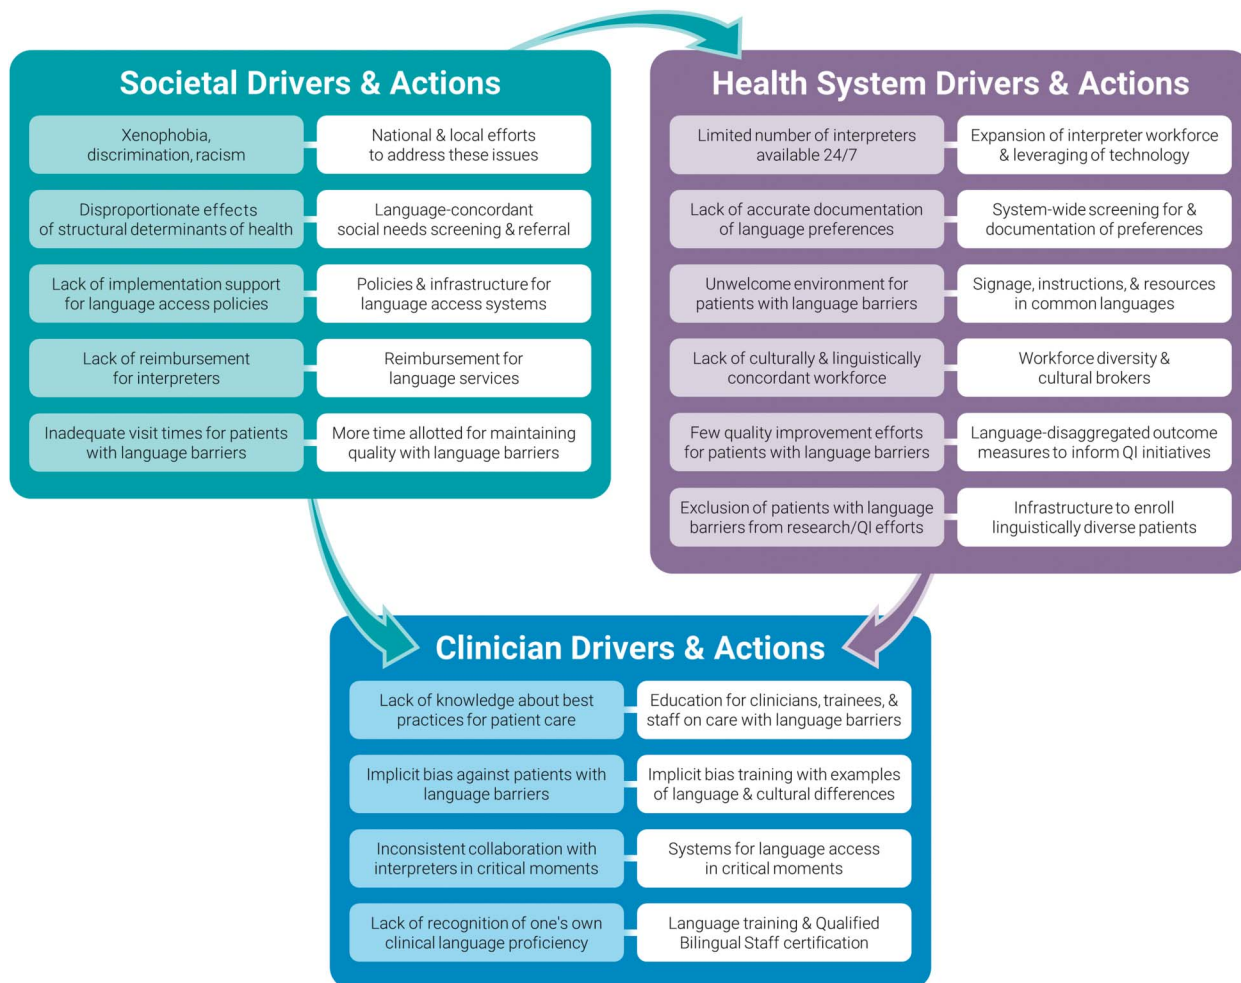 Societal Drivers & Actions
Xenophobia,
discrimination, racism
National & local efforts
to address these issues
Disproportionate effects
of structural determinants of health
Language-concordant
social needs screening & referral
Lack of implementation support
for language access policies
Policies & infrastructure for
language access systems
Lack of reimbursement
for interpreters
Reimbursement for
language services
Inadequate visit times for patients
with language barriers
More time allotted for maintaining
quality with language barriers
Health System Drivers & Actions
Limited number of interpreters
available 24/7
Expansion of interpreter workforce
& leveraging of technology
Lack of accurate documentation
of language preferences
System-wide screening for &
documentation of preferences
Unwelcome environment for
patients with language barriers
Signage, instructions, & resources
in common languages
Lack of culturally & linguistically
concordant workforce
Workforce diversity &
cultural brokers
Few quality improvement efforts
for patients with language barriers
Language-disaggregated outcome
measures to inform QI initiatives
Exclusion of patients with language
barriers from research/QI efforts
Infrastructure to enroll
linguistically diverse patients
Clinician Drivers & Actions
Lack of knowledge about best
practices for patient care
Education for clinicians, trainees, &
staff on care with language barriers
Implicit bias against patients with
language barriers
Implicit bias training with examples
of language & cultural differences
Inconsistent collaboration with
interpreters in critical moments
Systems for language access
in critical moments
Lack of recognition of one's own
clinical language proficiency
Language training & Qualified
Bilingual Staff certification